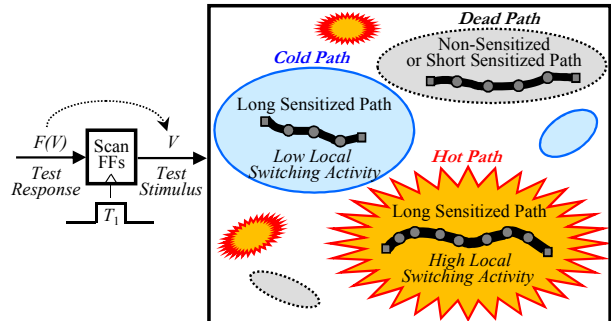 F(V)
Test
Response
Scan
FFs
T1
V
Test
Stimulus
Dead Path
Non-Sensitized
or Short Sensitized Path
Cold Path
Long Sensitized Path
Low Local
Switching Activity
Hot Path
Long Sensitized Path
High Local
Switching Activity